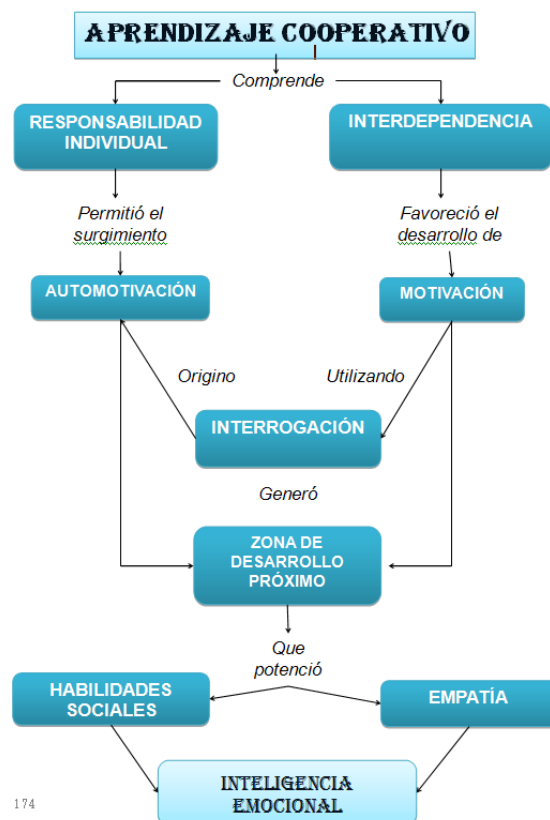 APRENDIZAJE COOPERATIVO
Comprende
RESPONSABILIDAD
INDIVIDUAL
INTERDEPENDENCIA
Permitió el
surgimiento
Favoreció el
desarrollo de
AUTOMOTIVACIÓN
MOTIVACIÓN
Origino
Utilizando
INTERROGACIÓN
Generó
ZONA DE
DESARROLLO
PRÓXIMO
Que
potenció
HABILIDADES
SOCIALES
EMPATÍA
INTELIGENCIA
EMOCIONAL
174